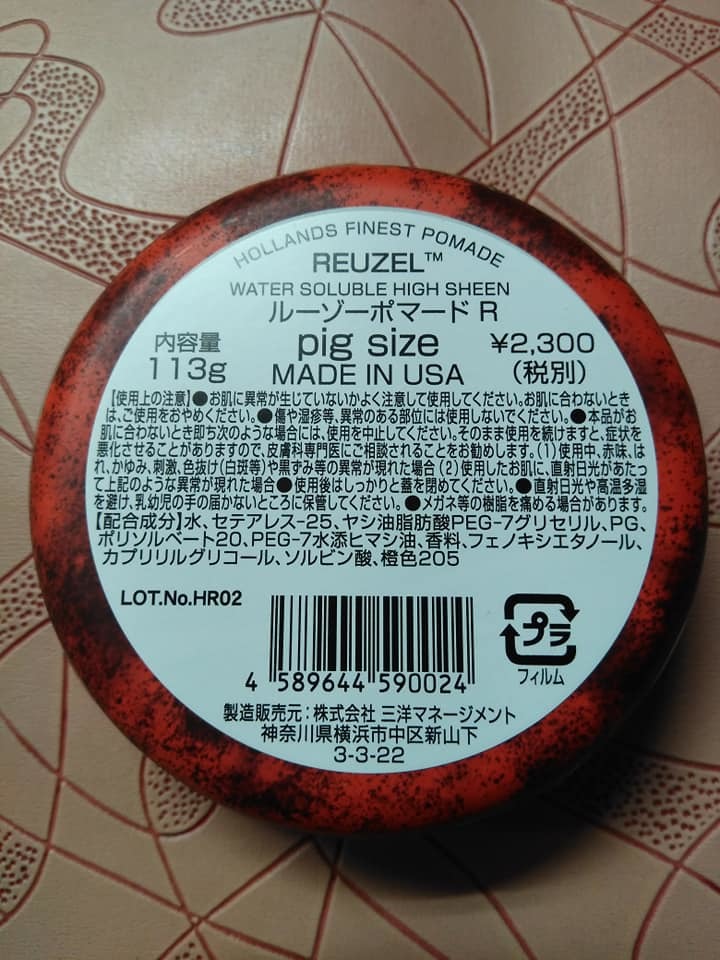 HOLLANDS FINEST POMADE
REUZEL™
WATER SOLUBLE HIGH SHEEN
ルーゾーポマード R
内容量 pig size ¥2,300
113g MADE IN USA (税別)
【使用上の注意】●お肌に異常が生じていないかよく注意して使用してください。お肌に合わないとき
は、ご使用をおやめください。●傷や湿疹等、異常のある部位には使用しないでください。●本品がお
肌に合わないとき即ち次のような場合には、使用を中止してください。そのまま使用を続けますと、症状を
悪化させることがありますので、皮膚科専門医にご相談されることをお勧めします。(1)使用中、赤味、は
れ、かゆみ、刺激、色抜け(白斑等)や黒ずみ等の異常が現れた場合(2)使用したお肌に、直射日光があたっ
て上記のような異常が現れた場合●使用後はしっかりと蓋を閉めてください。●直射日光や高温多湿
を避け、乳幼児の手の届かないところに保管してください。●メガネ等の樹脂を痛める場合があります。
【配合成分】水、セテアレス-25、ヤシ油脂肪酸PEG-7グリセリル、PG、
ポリソルベート20、PEG-7水添ヒマシ油、香料、フェノキシエタノール、
カプリリルグリコール、ソルビン酸、橙色205
LOT.No.HR02
プラ
フィルム
4 589644 590024
製造販売元:株式会社 三洋マネージメント
神奈川県横浜市中区新山下
3-3-22